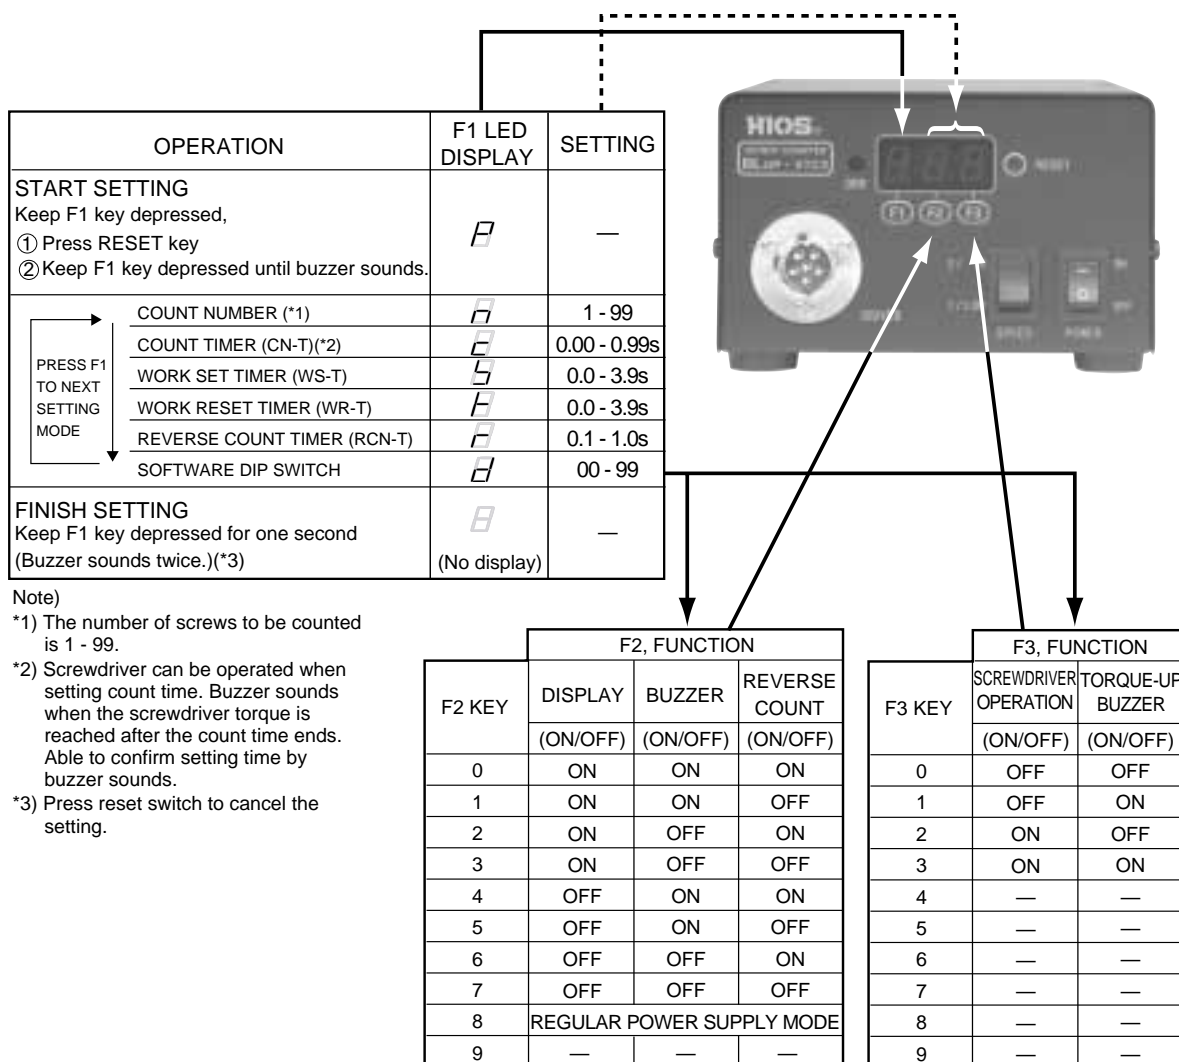 OPERATION F1 LED DISPLAY SETTING
START SETTING
Keep F1 key depressed,
① Press RESET key
② Keep F1 key depressed until buzzer sounds.
P —
PRESS F1
TO NEXT
SETTING
MODE
COUNT NUMBER (*1) n 1 - 99
COUNT TIMER (CN-T)(*2) c 0.00 - 0.99s
WORK SET TIMER (WS-T) 5 0.0 - 3.9s
WORK RESET TIMER (WR-T) t 0.0 - 3.9s
REVERSE COUNT TIMER (RCN-T) r 0.1 - 1.0s
SOFTWARE DIP SWITCH d 00 - 99
FINISH SETTING
Keep F1 key depressed for one second
(Buzzer sounds twice.)(*3) (No display) —
Note)
*1) The number of screws to be counted
is 1 - 99.
*2) Screwdriver can be operated when
setting count time. Buzzer sounds
when the screwdriver torque is
reached after the count time ends.
Able to confirm setting time by
buzzer sounds.
*3) Press reset switch to cancel the
setting.
HIOS
RESET
F1 F2 F3
SPEED POWER
F2, FUNCTION
F2 KEY DISPLAY BUZZER REVERSE COUNT
(ON/OFF) (ON/OFF) (ON/OFF)
0 ON ON ON
1 ON ON OFF
2 ON OFF ON
3 ON OFF OFF
4 OFF ON ON
5 OFF ON OFF
6 OFF OFF ON
7 OFF OFF OFF
8 REGULAR POWER SUPPLY MODE
9 — — —
F3, FUNCTION
F3 KEY SCREWDRIVER OPERATION TORQUE-UP BUZZER
(ON/OFF) (ON/OFF)
0 OFF OFF
1 OFF ON
2 ON OFF
3 ON ON
4 — —
5 — —
6 — —
7 — —
8 — —
9 — —